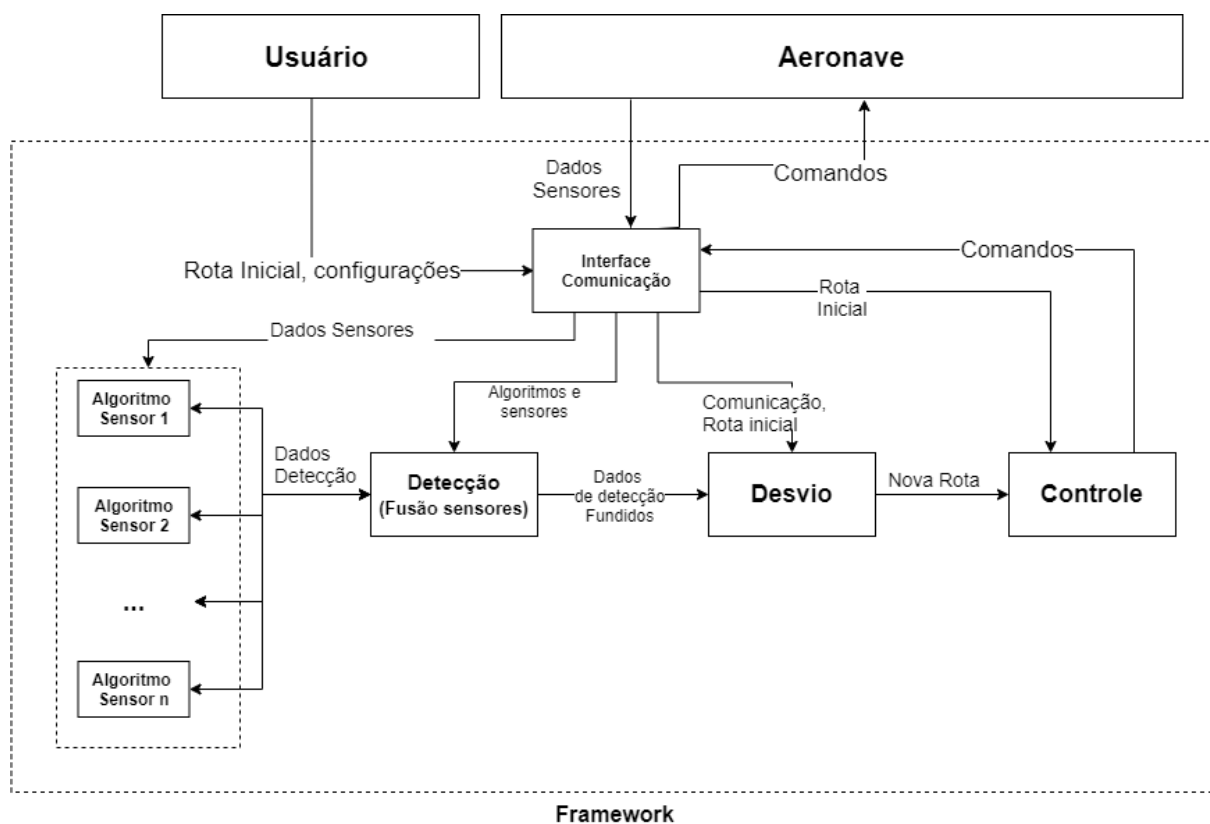 Usuário
Aeronave
Dados
Sensores
Comandos
Interface
Comunicação
Comandos
Rota Inicial, configurações
Rota
Inicial
Dados Sensores
Algoritmos e
sensores
Comunicação,
Rota inicial
Algoritmo
Sensor 1
Dados
Detecção
Detecção
(Fusão sensores)
Dados
de detecção
Fundidos
Desvio
Nova Rota
Controle
Algoritmo
Sensor 2
...
Algoritmo
Sensor n
Framework